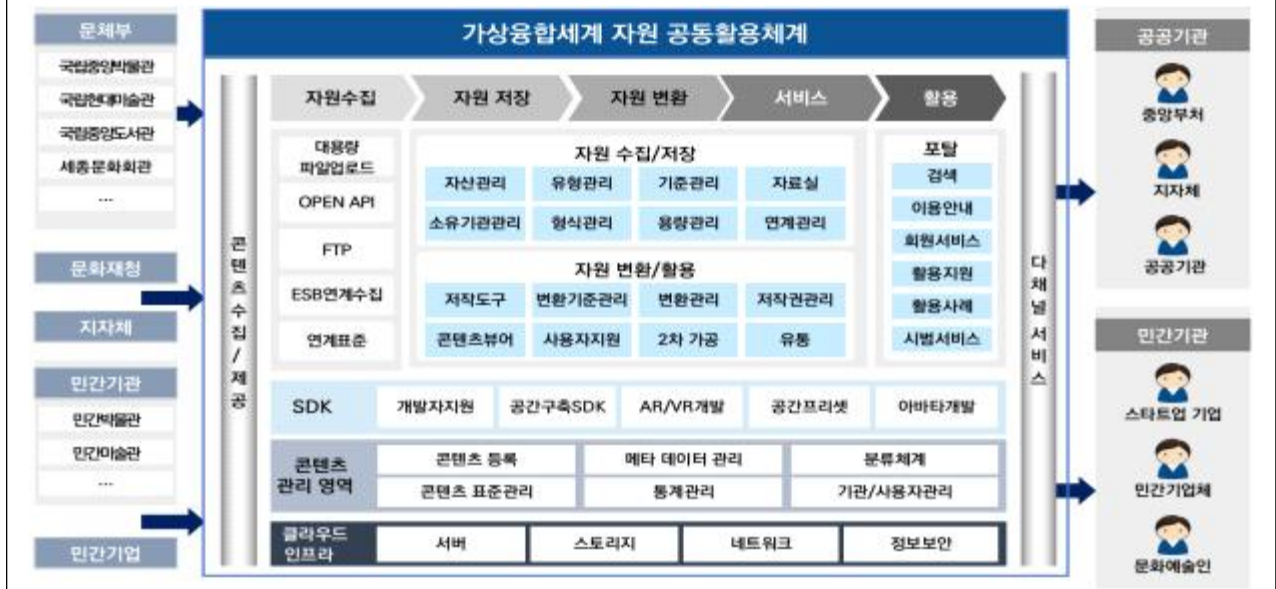 문체부
국립중앙박물관
국립현대미술관
국립중앙도서관
세종문화회관
...
문화재청
지자체
민간기관
민간박물관
민간미술관
...
민간기업
가상융합세계 자원 공동활용체계
콘텐츠수집/제공
자원수집
자원 저장
자원 변환
서비스
활용
대용량
파일업로드
OPEN API
FTP
ESB연계수집
연계표준
자원 수집/저장
자산관리
유형관리
기준관리
자료실
소유기관관리
형식관리
용량관리
연계관리
자원 변환/활용
저작도구
변환기준관리
변환관리
저작권관리
콘텐츠뷰어
사용자지원
2차 가공
유통
포탈
검색
이용안내
회원서비스
활용지원
활용사례
시범서비스
SDK
개발자지원
공간구축SDK
AR/VR개발
공간프리셋
아바타개발
콘텐츠
관리 영역
콘텐츠 등록
메타 데이터 관리
분류체계
콘텐츠 표준관리
통계관리
기관/사용자관리
클라우드
인프라
서버
스토리지
네트워크
정보보안
다채널서비스
공공기관
중앙부처
지자체
공공기관
민간기관
스타트업 기업
민간기업체
문화예술인